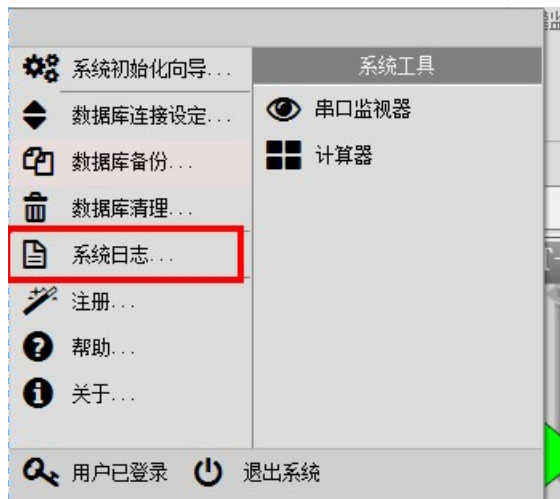 系统初始化向导...
数据库连接设定...
数据库备份...
数据库清理...
系统日志...
注册...
帮助...
关于...
系统工具
串口监视器
计算器
用户已登录 退出系统